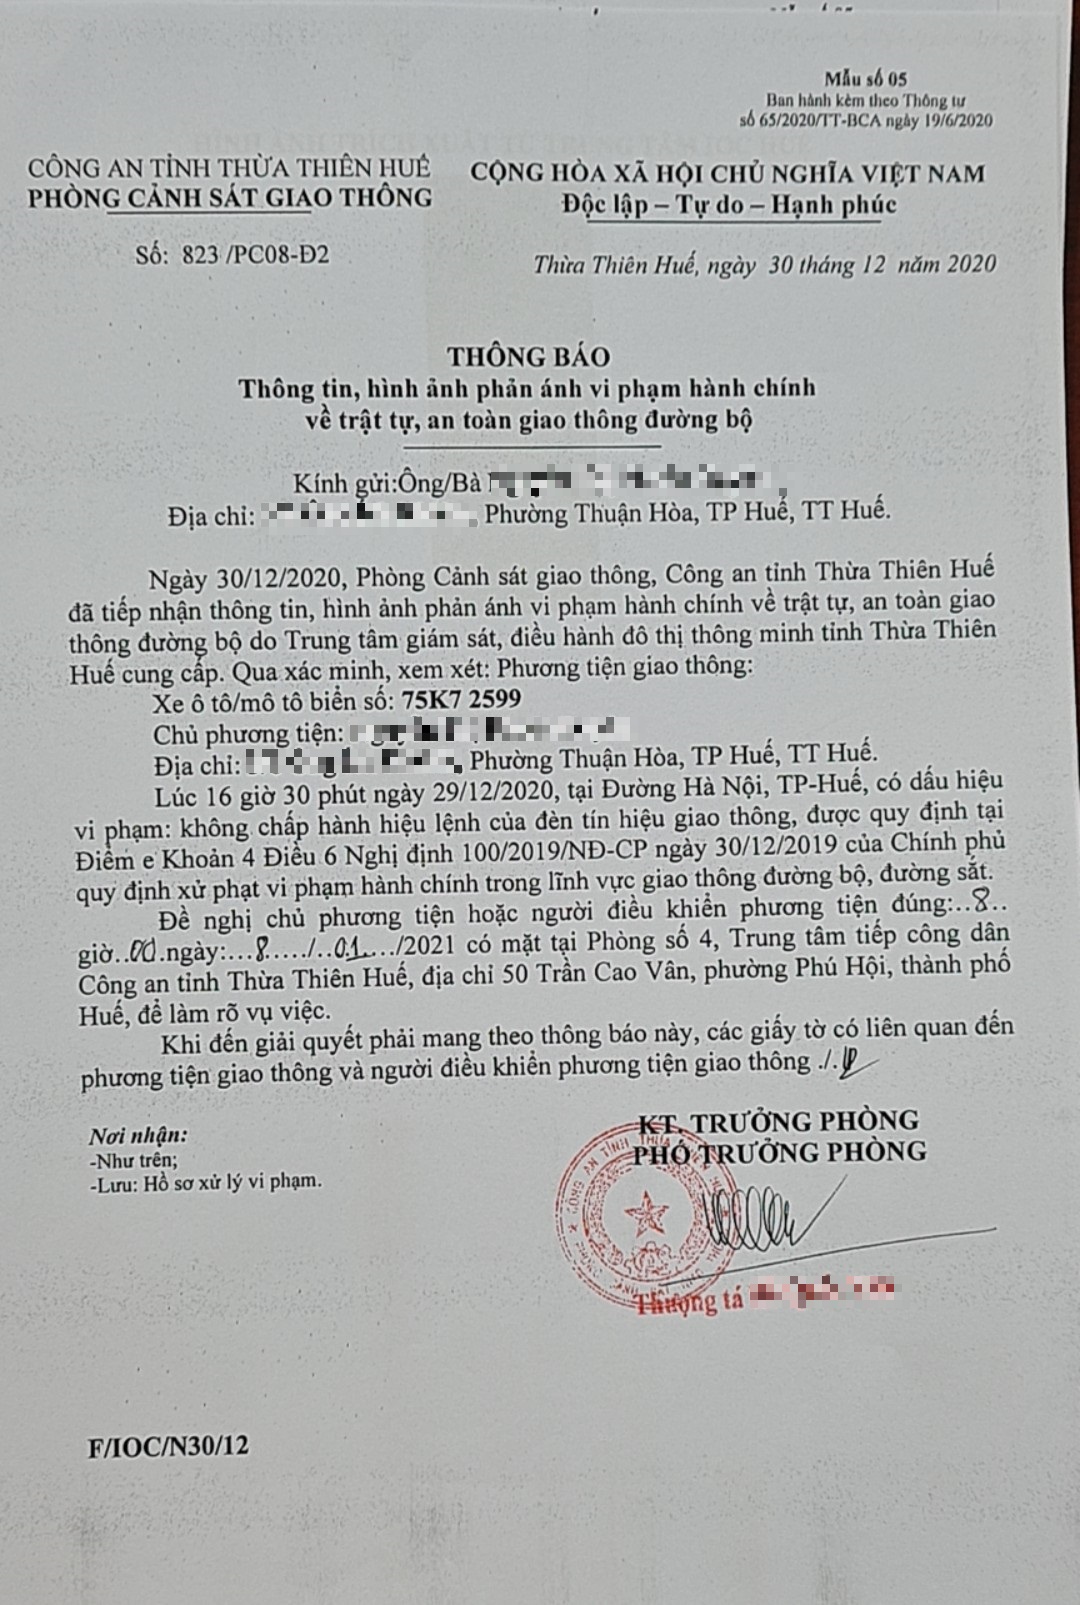 Mẫu số 05
Ban hành kèm theo Thông tư
số 65/2020/TT-BCA ngày 19/6/2020
CÔNG AN TỈNH THỪA THIÊN HUẾ
PHÒNG CẢNH SÁT GIAO THÔNG
Số: 823 /PC08-Đ2
CỘNG HÒA XÃ HỘI CHỦ NGHĨA VIỆT NAM
Độc lập – Tự do – Hạnh phúc
Thừa Thiên Huế, ngày 30 tháng 12 năm 2020
THÔNG BÁO
Thông tin, hình ảnh phản ánh vi phạm hành chính
về trật tự, an toàn giao thông đường bộ
Kính gửi:Ông/Bà
Địa chỉ: , Phường Thuận Hòa, TP Huế, TT Huế.
Ngày 30/12/2020, Phòng Cảnh sát giao thông, Công an tỉnh Thừa Thiên Huế
đã tiếp nhận thông tin, hình ảnh phản ánh vi phạm hành chính về trật tự, an toàn giao
thông đường bộ do Trung tâm giám sát, điều hành đô thị thông minh tỉnh Thừa Thiên
Huế cung cấp. Qua xác minh, xem xét: Phương tiện giao thông:
Xe ô tô/mô tô biển số: 75K7 2599
Chủ phương tiện:
Địa chỉ: , Phường Thuận Hòa, TP Huế, TT Huế.
Lúc 16 giờ 30 phút ngày 29/12/2020, tại Đường Hà Nội, TP-Huế, có dấu hiệu
vi phạm: không chấp hành hiệu lệnh của đèn tín hiệu giao thông, được quy định tại
Điểm e Khoản 4 Điều 6 Nghị định 100/2019/NĐ-CP ngày 30/12/2019 của Chính phủ
quy định xử phạt vi phạm hành chính trong lĩnh vực giao thông đường bộ, đường sắt.
Đề nghị chủ phương tiện hoặc người điều khiển phương tiện đúng:..8..
giờ..00.ngày:....8...../..01..../2021 có mặt tại Phòng số 4, Trung tâm tiếp công dân
Công an tỉnh Thừa Thiên Huế, địa chỉ 50 Trần Cao Vân, phường Phú Hội, thành phố
Huế, để làm rõ vụ việc.
Khi đến giải quyết phải mang theo thông báo này, các giấy tờ có liên quan đến
phương tiện giao thông và người điều khiển phương tiện giao thông ./.
Nơi nhận:
-Như trên;
-Lưu: Hồ sơ xử lý vi phạm.
KT. TRƯỞNG PHÒNG
PHÓ TRƯỞNG PHÒNG
Thượng tá
F/IOC/N30/12